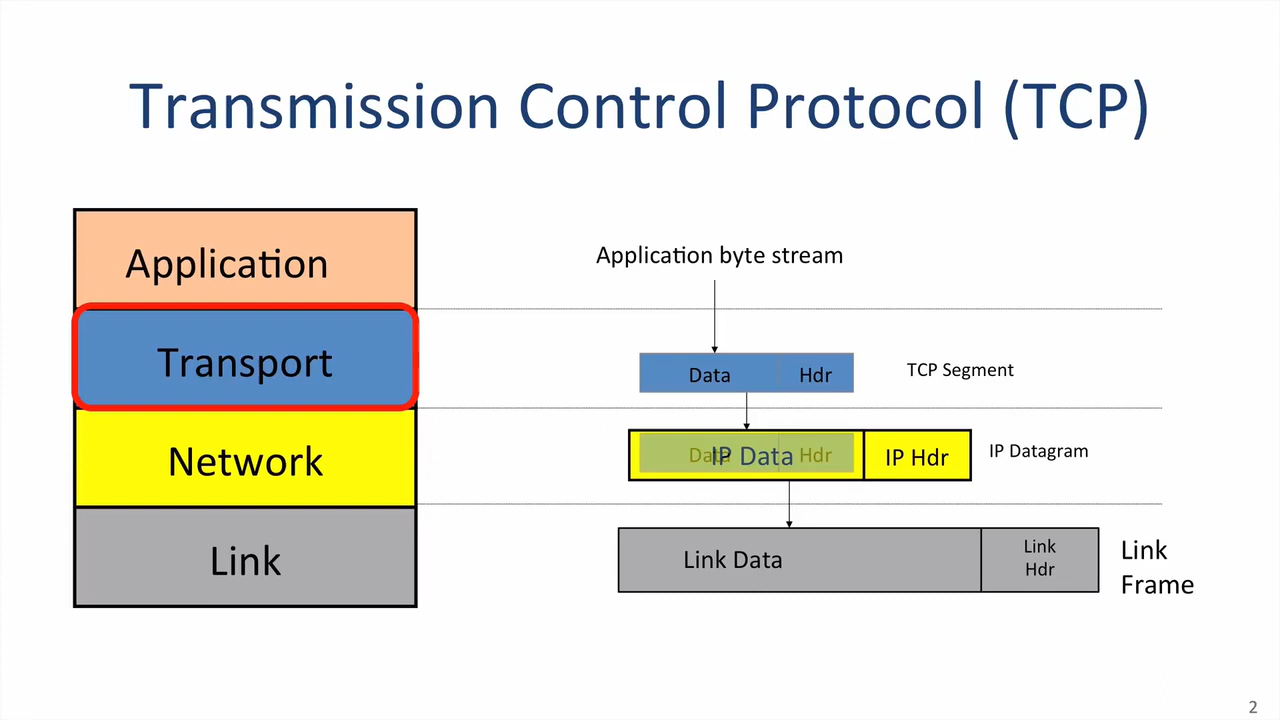 Transmission Control Protocol (TCP)
Application
Transport
Network
Link
Application byte stream
Data
Hdr
TCP Segment
Data
Hdr
IP Data
IP Hdr
IP Datagram
Link Data
Link
Hdr
Link
Frame
2